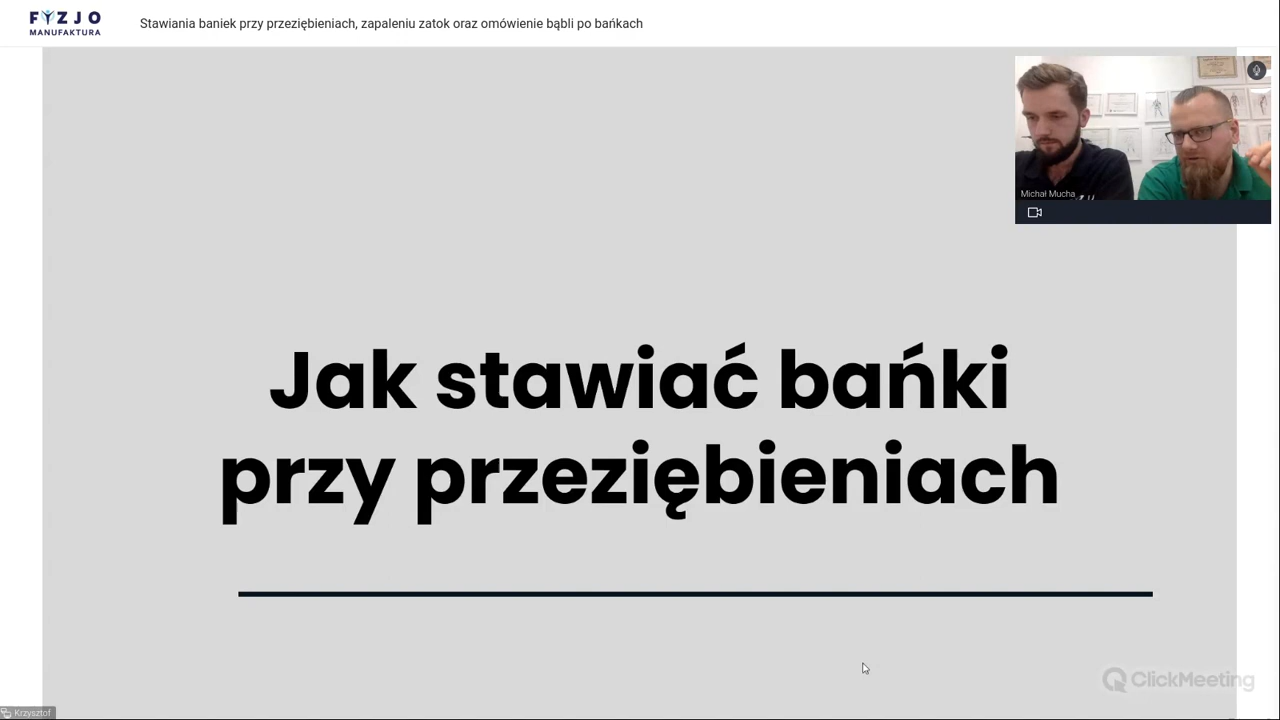 FYZJO
MANUFAKTURA
Stawiania baniek przy przeziębieniach, zapaleniu zatok oraz omówienie bąbli po bańkach
Michał Mucha
Jak stawiać bańki
przy przeziębieniach
ClickMeeting
Krzysztof